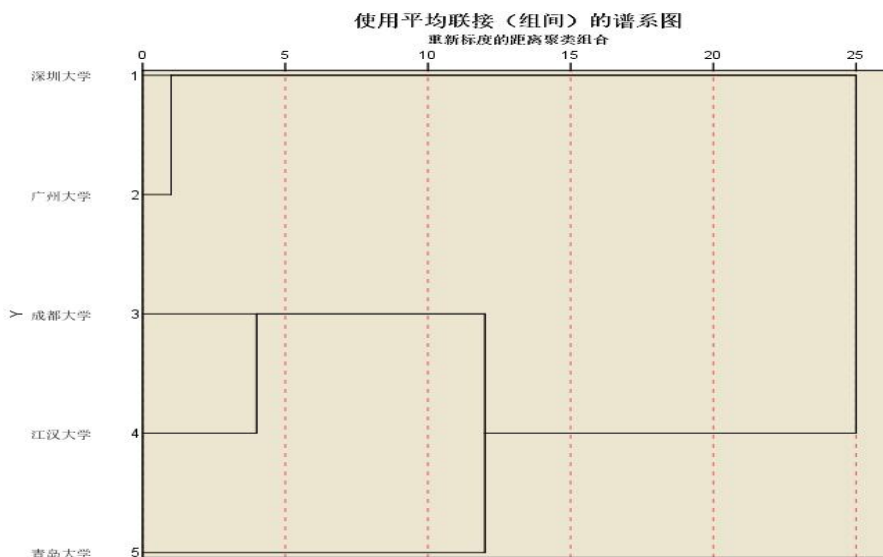 使用平均联接（组间）的谱系图
重新标度的距离聚类组合
0 5 10 15 20 25
深圳大学 1
广州大学 2
Y
成都大学 3
江汉大学 4
青岛大学 5